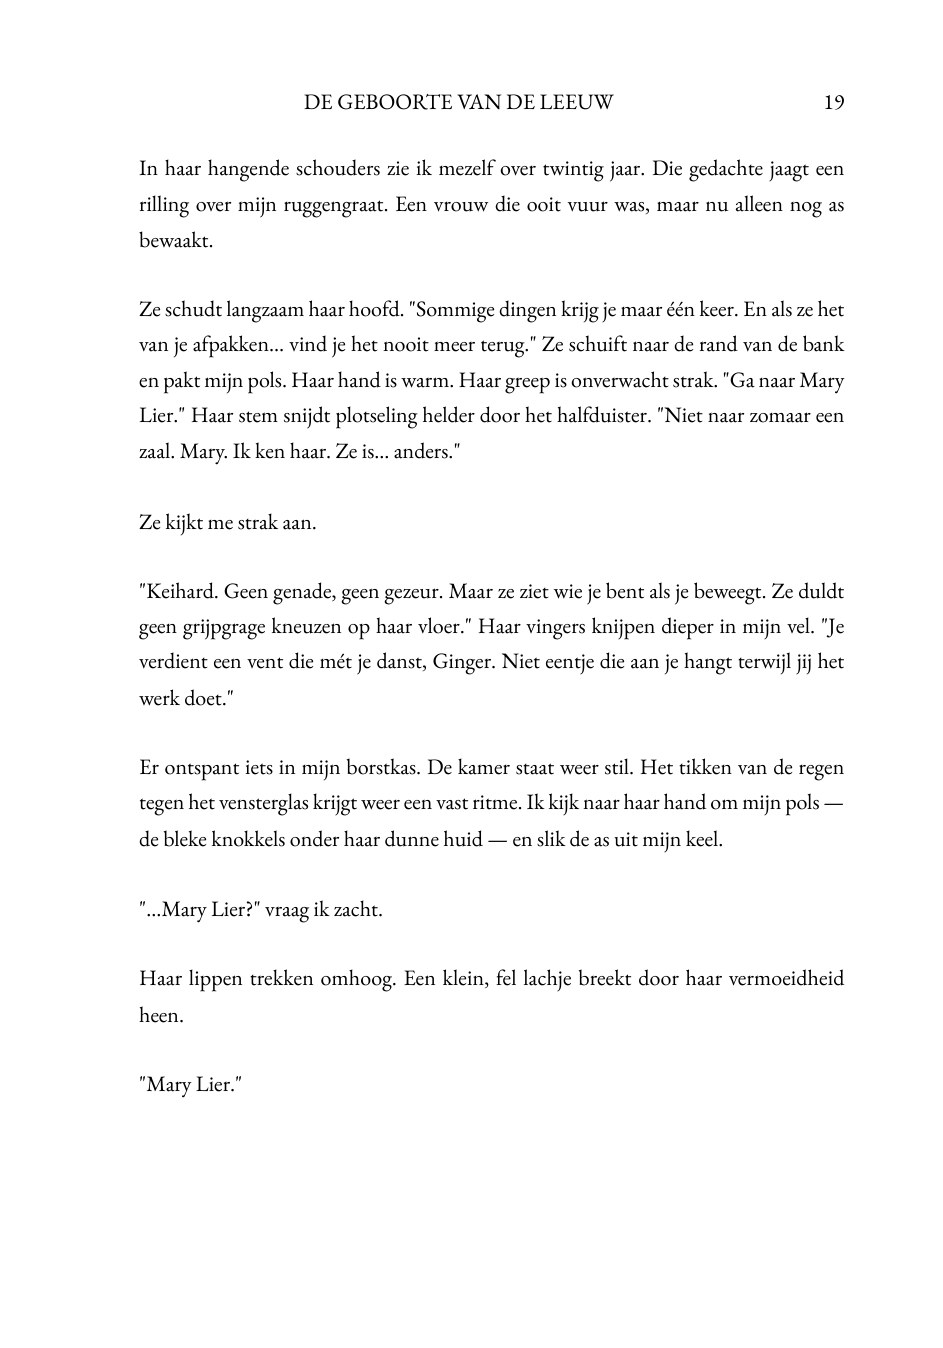 DE GEBOORTE VAN DE LEEUW 19
In haar hangende schouders zie ik mezelf over twintig jaar. Die gedachte jaagt een
rilling over mijn ruggengraat. Een vrouw die ooit vuur was, maar nu alleen nog as
bewaakt.
Ze schudt langzaam haar hoofd. "Sommige dingen krijg je maar één keer. En als ze het
van je afpakken... vind je het nooit meer terug." Ze schuift naar de rand van de bank
en pakt mijn pols. Haar hand is warm. Haar greep is onverwacht strak. "Ga naar Mary
Lier." Haar stem snijdt plotseling helder door het halfduister. "Niet naar zomaar een
zaal. Mary. Ik ken haar. Ze is... anders."
Ze kijkt me strak aan.
"Keihard. Geen genade, geen gezeur. Maar ze ziet wie je bent als je beweegt. Ze duldt
geen grijpgrage kneuzen op haar vloer." Haar vingers knijpen dieper in mijn vel. "Je
verdient een vent die mét je danst, Ginger. Niet eentje die aan je hangt terwijl jij het
werk doet."
Er ontspant iets in mijn borstkas. De kamer staat weer stil. Het tikken van de regen
tegen het vensterglas krijgt weer een vast ritme. Ik kijk naar haar hand om mijn pols —
de bleke knokkels onder haar dunne huid — en slik de as uit mijn keel.
"...Mary Lier?" vraag ik zacht.
Haar lippen trekken omhoog. Een klein, fel lachje breekt door haar vermoeidheid
heen.
"Mary Lier."